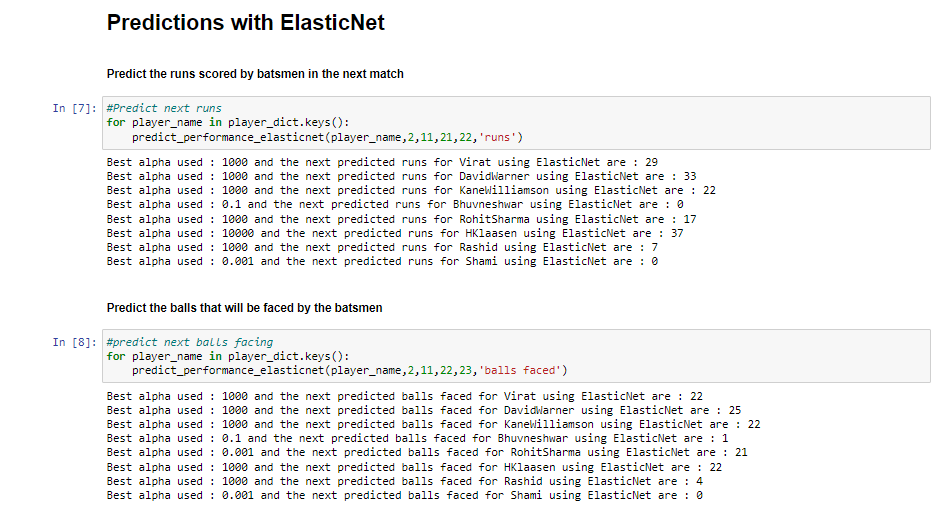 Predictions with ElasticNet
Predict the runs scored by batsmen in the next match
In [7]: #Predict next runs
for player_name in player_dict.keys():
predict_performance_elasticnet(player_name,2,11,21,22,'runs')
Best alpha used : 1000 and the next predicted runs for Virat using ElasticNet are : 29
Best alpha used : 1000 and the next predicted runs for DavidWarner using ElasticNet are : 33
Best alpha used : 1000 and the next predicted runs for KaneWilliamson using ElasticNet are : 22
Best alpha used : 0.1 and the next predicted runs for Bhuvneshwar using ElasticNet are : 0
Best alpha used : 1000 and the next predicted runs for RohitSharma using ElasticNet are : 17
Best alpha used : 10000 and the next predicted runs for HKlaasen using ElasticNet are : 37
Best alpha used : 1000 and the next predicted runs for Rashid using ElasticNet are : 7
Best alpha used : 0.001 and the next predicted runs for Shami using ElasticNet are : 0
Predict the balls that will be faced by the batsmen
In [8]: #predict next balls facing
for player_name in player_dict.keys():
predict_performance_elasticnet(player_name,2,11,22,23,'balls faced')
Best alpha used : 1000 and the next predicted balls faced for Virat using ElasticNet are : 22
Best alpha used : 1000 and the next predicted balls faced for DavidWarner using ElasticNet are : 25
Best alpha used : 1000 and the next predicted balls faced for KaneWilliamson using ElasticNet are : 22
Best alpha used : 0.1 and the next predicted balls faced for Bhuvneshwar using ElasticNet are : 1
Best alpha used : 0.001 and the next predicted balls faced for RohitSharma using ElasticNet are : 21
Best alpha used : 1000 and the next predicted balls faced for HKlaasen using ElasticNet are : 22
Best alpha used : 1000 and the next predicted balls faced for Rashid using ElasticNet are : 4
Best alpha used : 0.001 and the next predicted balls faced for Shami using ElasticNet are : 0